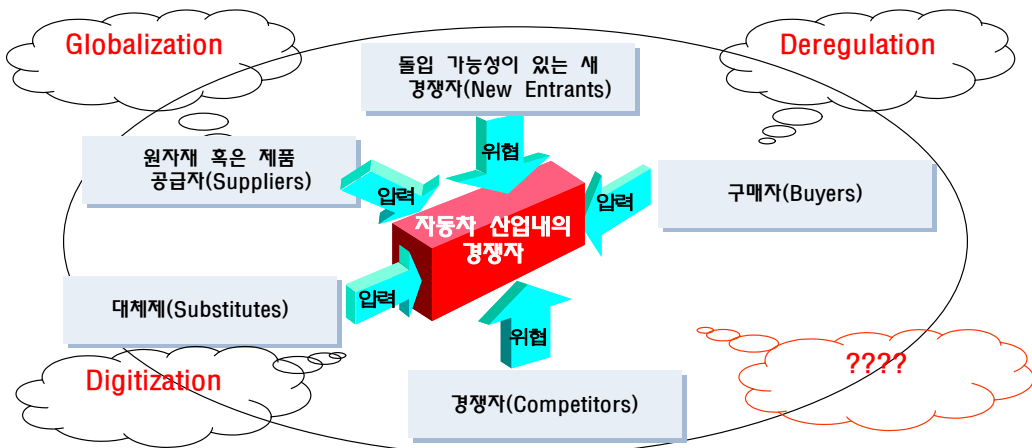 Globalization
Deregulation
돌입 가능성이 있는 새
경쟁자(New Entrants)
위협
원자재 혹은 제품
공급자(Suppliers)
압력
구매자(Buyers)
압력
자동차 산업내의
경쟁자
대체제(Substitutes)
압력
위협
Digitization
????
경쟁자(Competitors)